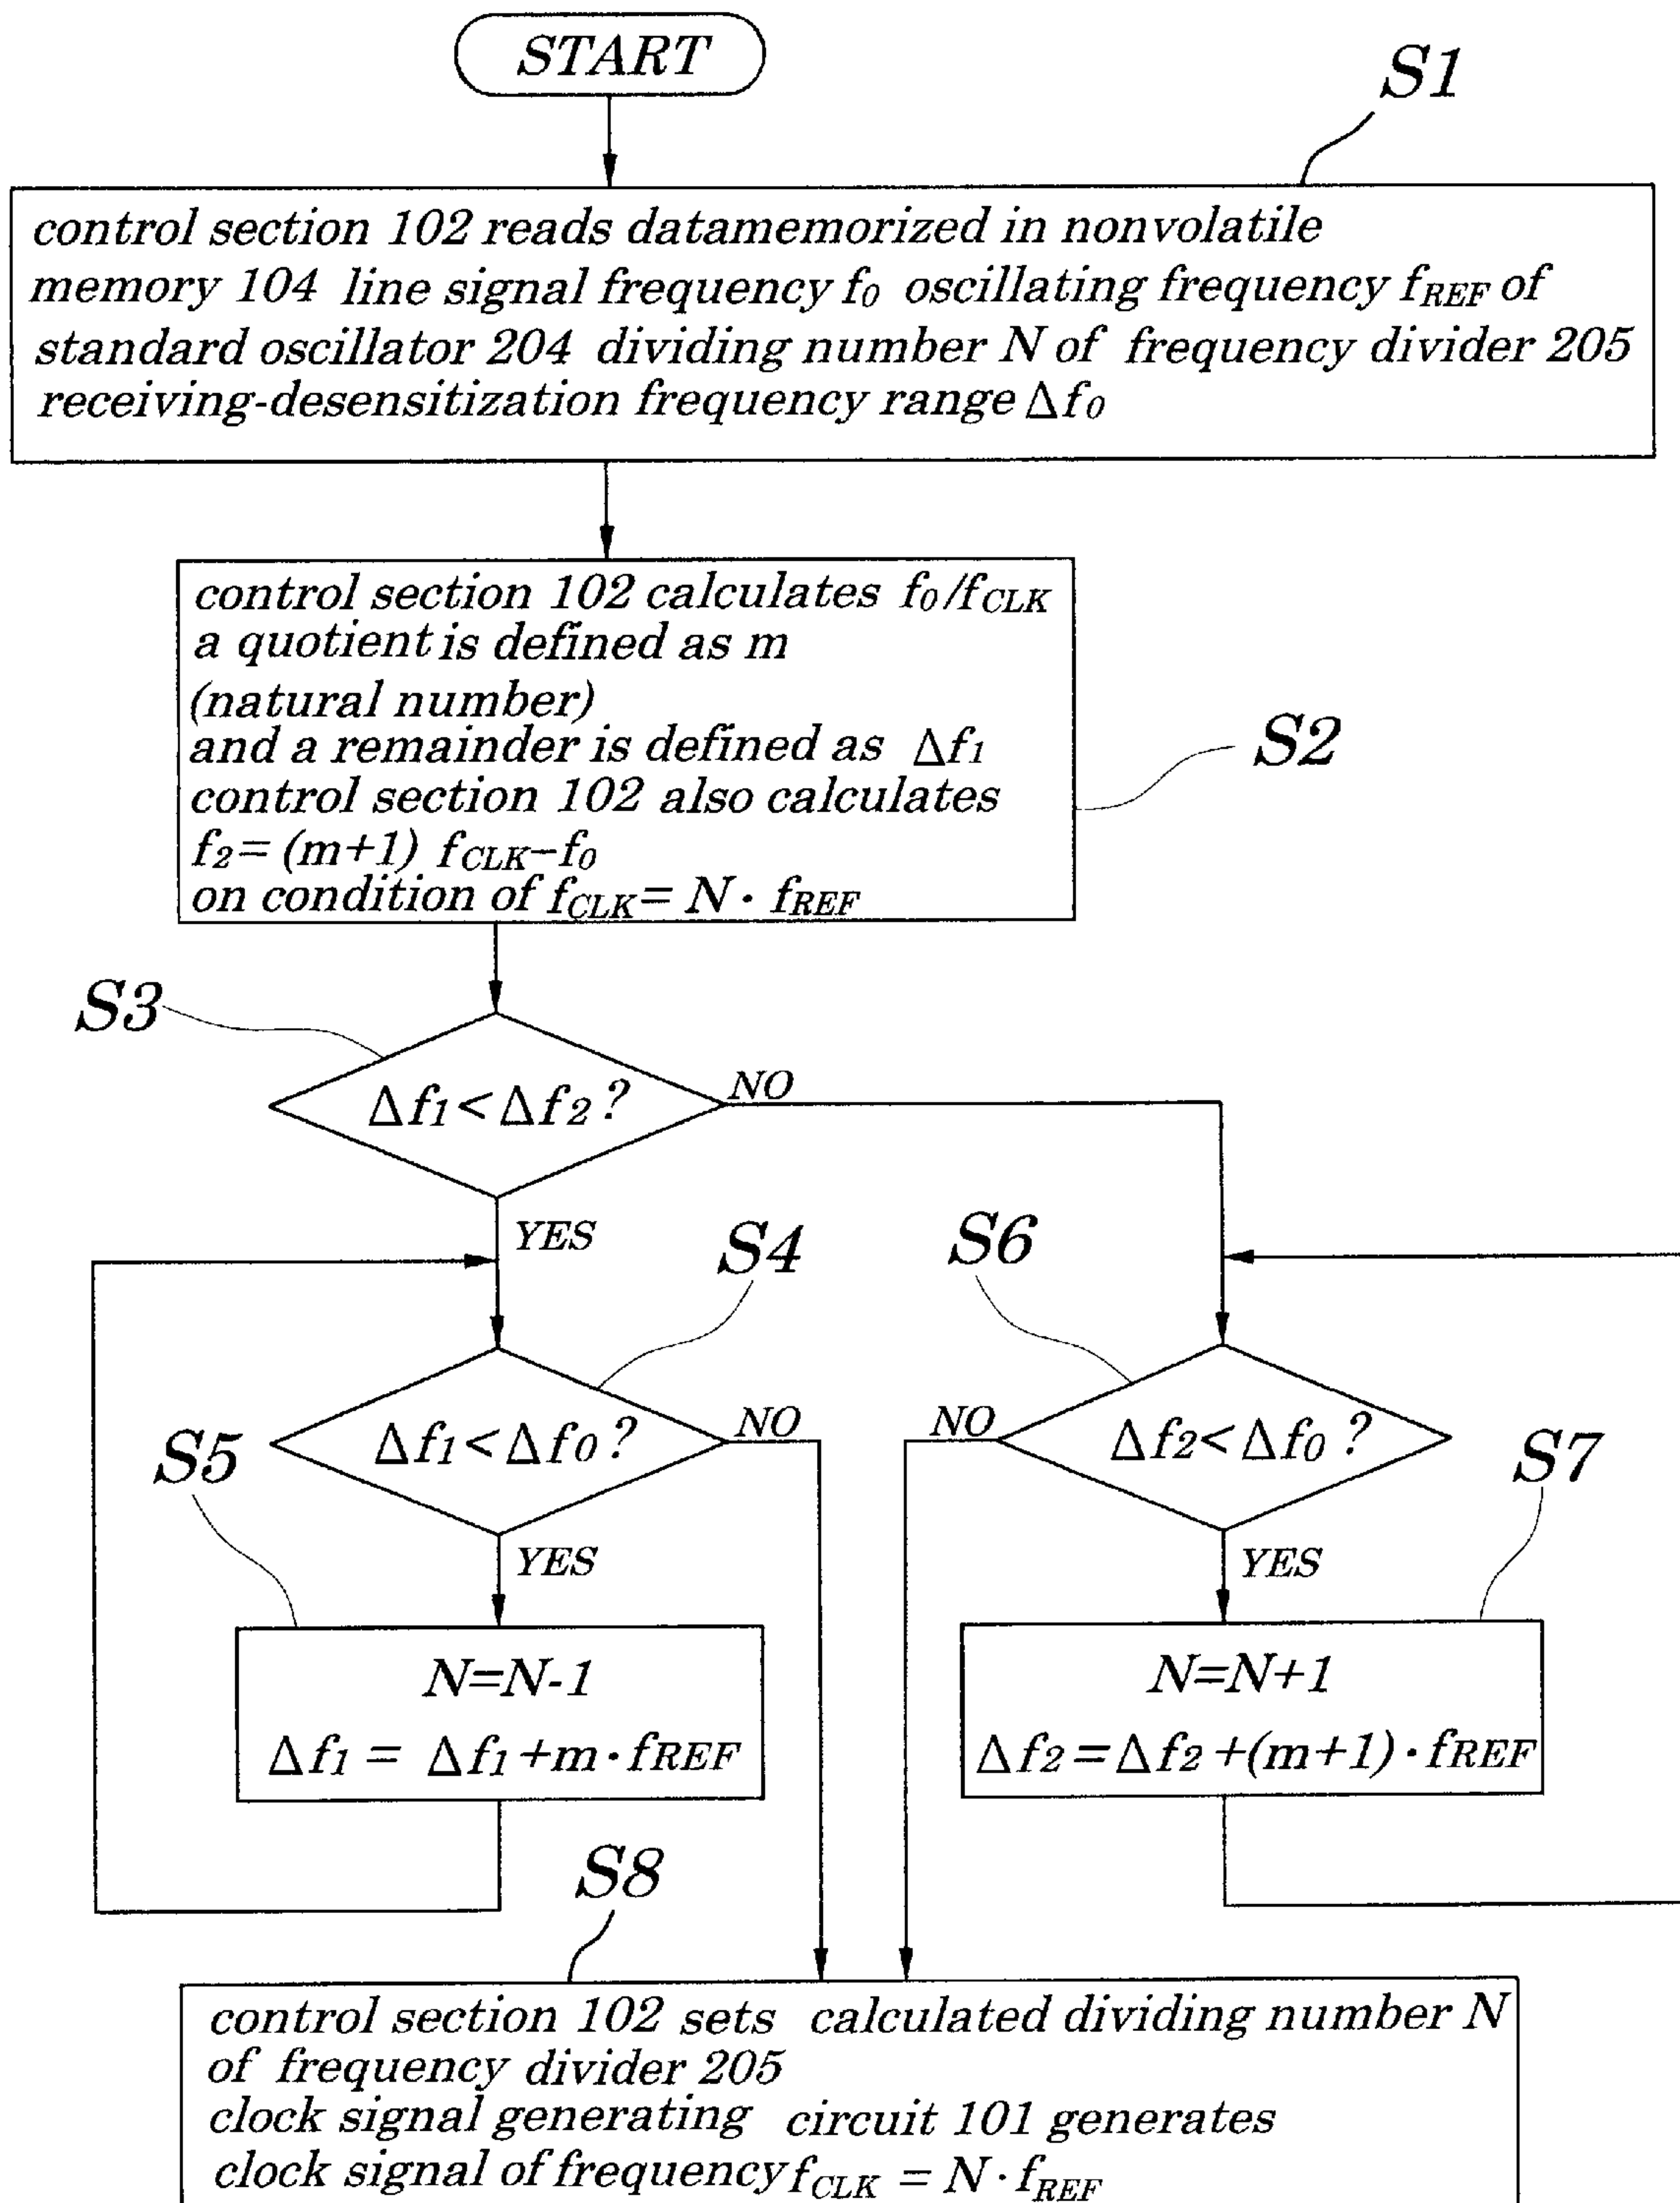 START
S1
control section 102 reads datamemorized in nonvolatile
memory 104 line signal frequency f0 oscillating frequency fREF of
standard oscillator 204 dividing number N of frequency divider 205
receiving-desensitization frequency range Δf0
control section 102 calculates f0/fCLK
a quotient is defined as m
(natural number)
and a remainder is defined as Δf1
control section 102 also calculates
f2=(m+1) fCLK-f0
on condition of fCLK= N· fREF
S2
S3
Δf1<Δf2?
NO
YES
S4
S6
Δf1<Δf0?
NO
NO
Δf2<Δf0?
S5
S7
YES
YES
N=N-1
Δf1= Δf1+m·fREF
N=N+1
Δf2=Δf2+(m+1)·fREF
S8
control section 102 sets calculated dividing number N
of frequency divider 205
clock signal generating circuit 101 generates
clock signal of frequency fCLK = N·fREF